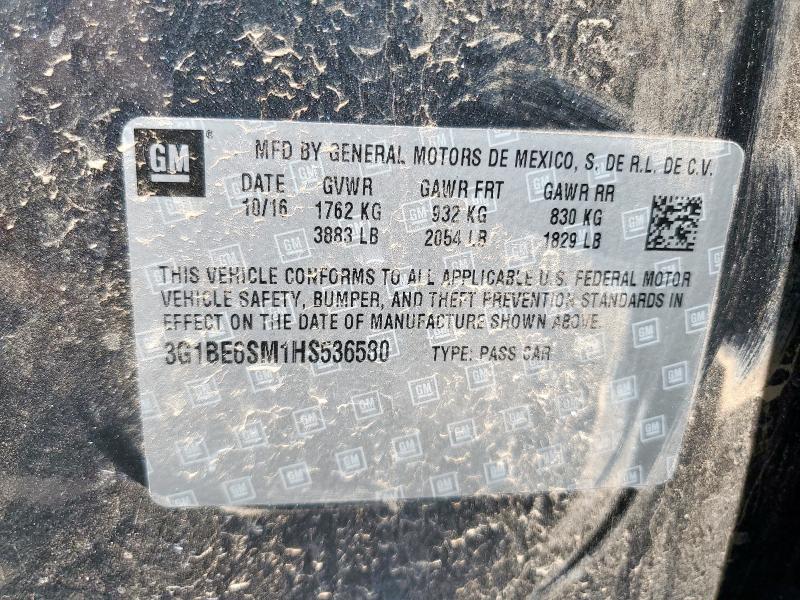 GM ® MFD BY GENERAL MOTORS DE MEXICO, S. DE R.L. DE C.V.
DATE GVWR GAWR FRT GAWR RR
10/16 1762 KG 932 KG 830 KG
3883 LB 2054 LB 1829 LB
THIS VEHICLE CONFORMS TO ALL APPLICABLE U.S. FEDERAL MOTOR
VEHICLE SAFETY, BUMPER, AND THEFT PREVENTION STANDARDS IN
EFFECT ON THE DATE OF MANUFACTURE SHOWN ABOVE.
3G1BE6SM1HS536530 TYPE: PASS CAR